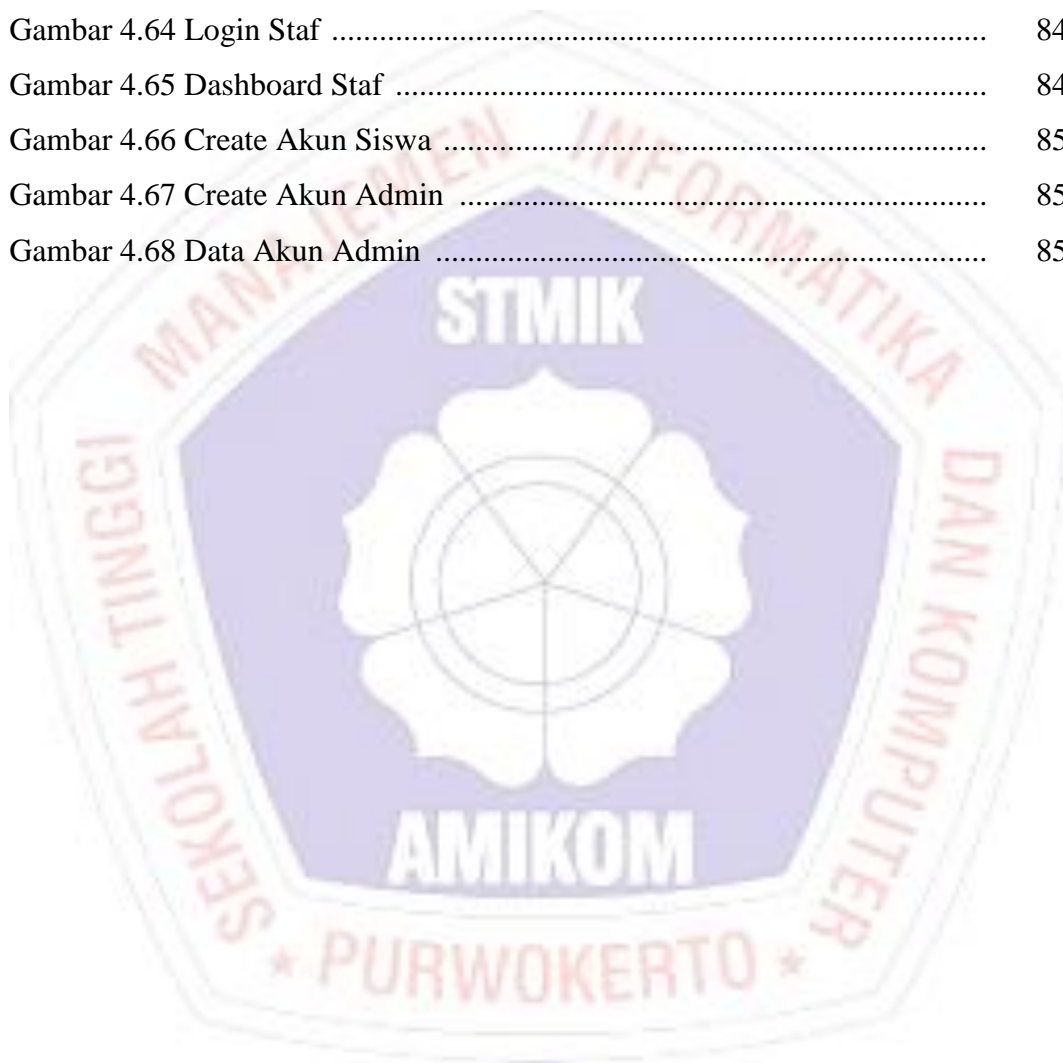 Gambar 4.64 Login Staf ................................................................................ 84
Gambar 4.65 Dashboard Staf ........................................................................ 84
Gambar 4.66 Create Akun Siswa .................................................................. 85
Gambar 4.67 Create Akun Admin ................................................................ 85
Gambar 4.68 Data Akun Admin ................................................................... 85
SEKOLAH TINGGI MANAJEMEN INFORMATIKA DAN KOMPUTER
STMIK
AMIKOM
* PURWOKERTO *